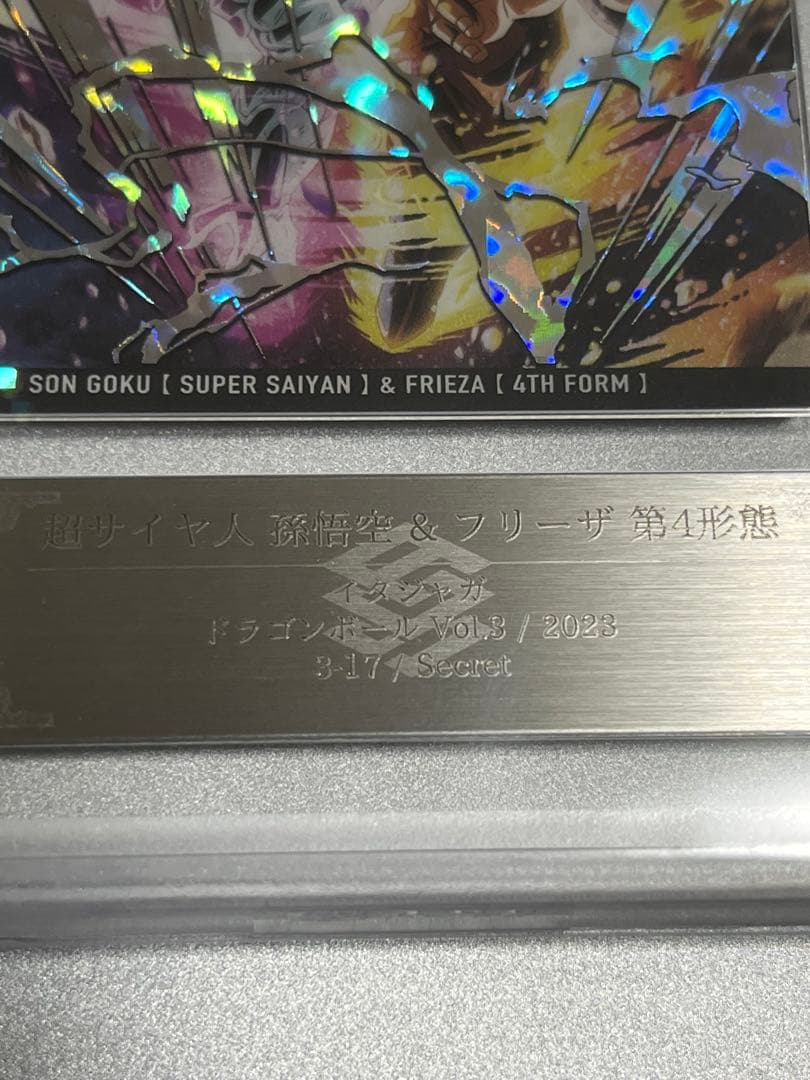 SON GOKU [ SUPER SAIYAN ] & FRIEZA [ 4TH FORM ]
超サイヤ人 孫悟空 & フリーザ 第4形態
イタジャガ
ドラゴンボール Vol.3 / 2023
3-17 / Secret